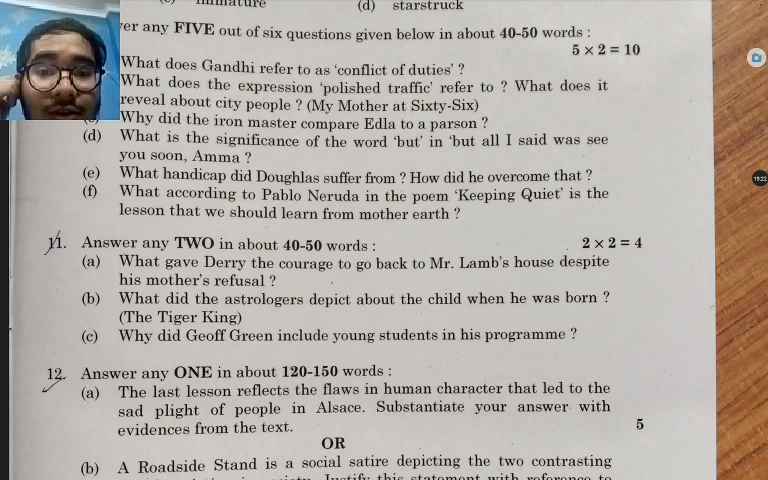 (d) starstruck
er any FIVE out of six questions given below in about 40-50 words :
5 × 2 = 10
What does Gandhi refer to as ‘conflict of duties’ ?
What does the expression ‘polished traffic’ refer to ? What does it
reveal about city people ? (My Mother at Sixty-Six)
Why did the iron master compare Edla to a parson ?
(d) What is the significance of the word ‘but’ in ‘but all I said was see
you soon, Amma ?
(e) What handicap did Doughlas suffer from ? How did he overcome that ?
(f) What according to Pablo Neruda in the poem ‘Keeping Quiet’ is the
lesson that we should learn from mother earth ?
11. Answer any TWO in about 40-50 words : 2 × 2 = 4
(a) What gave Derry the courage to go back to Mr. Lamb’s house despite
his mother’s refusal ?
(b) What did the astrologers depict about the child when he was born ?
(The Tiger King)
(c) Why did Geoff Green include young students in his programme ?
12. Answer any ONE in about 120-150 words :
(a) The last lesson reflects the flaws in human character that led to the
sad plight of people in Alsace. Substantiate your answer with
evidences from the text. 5
OR
(b) A Roadside Stand is a social satire depicting the two contrasting
Justify this statement with reference to
19:22